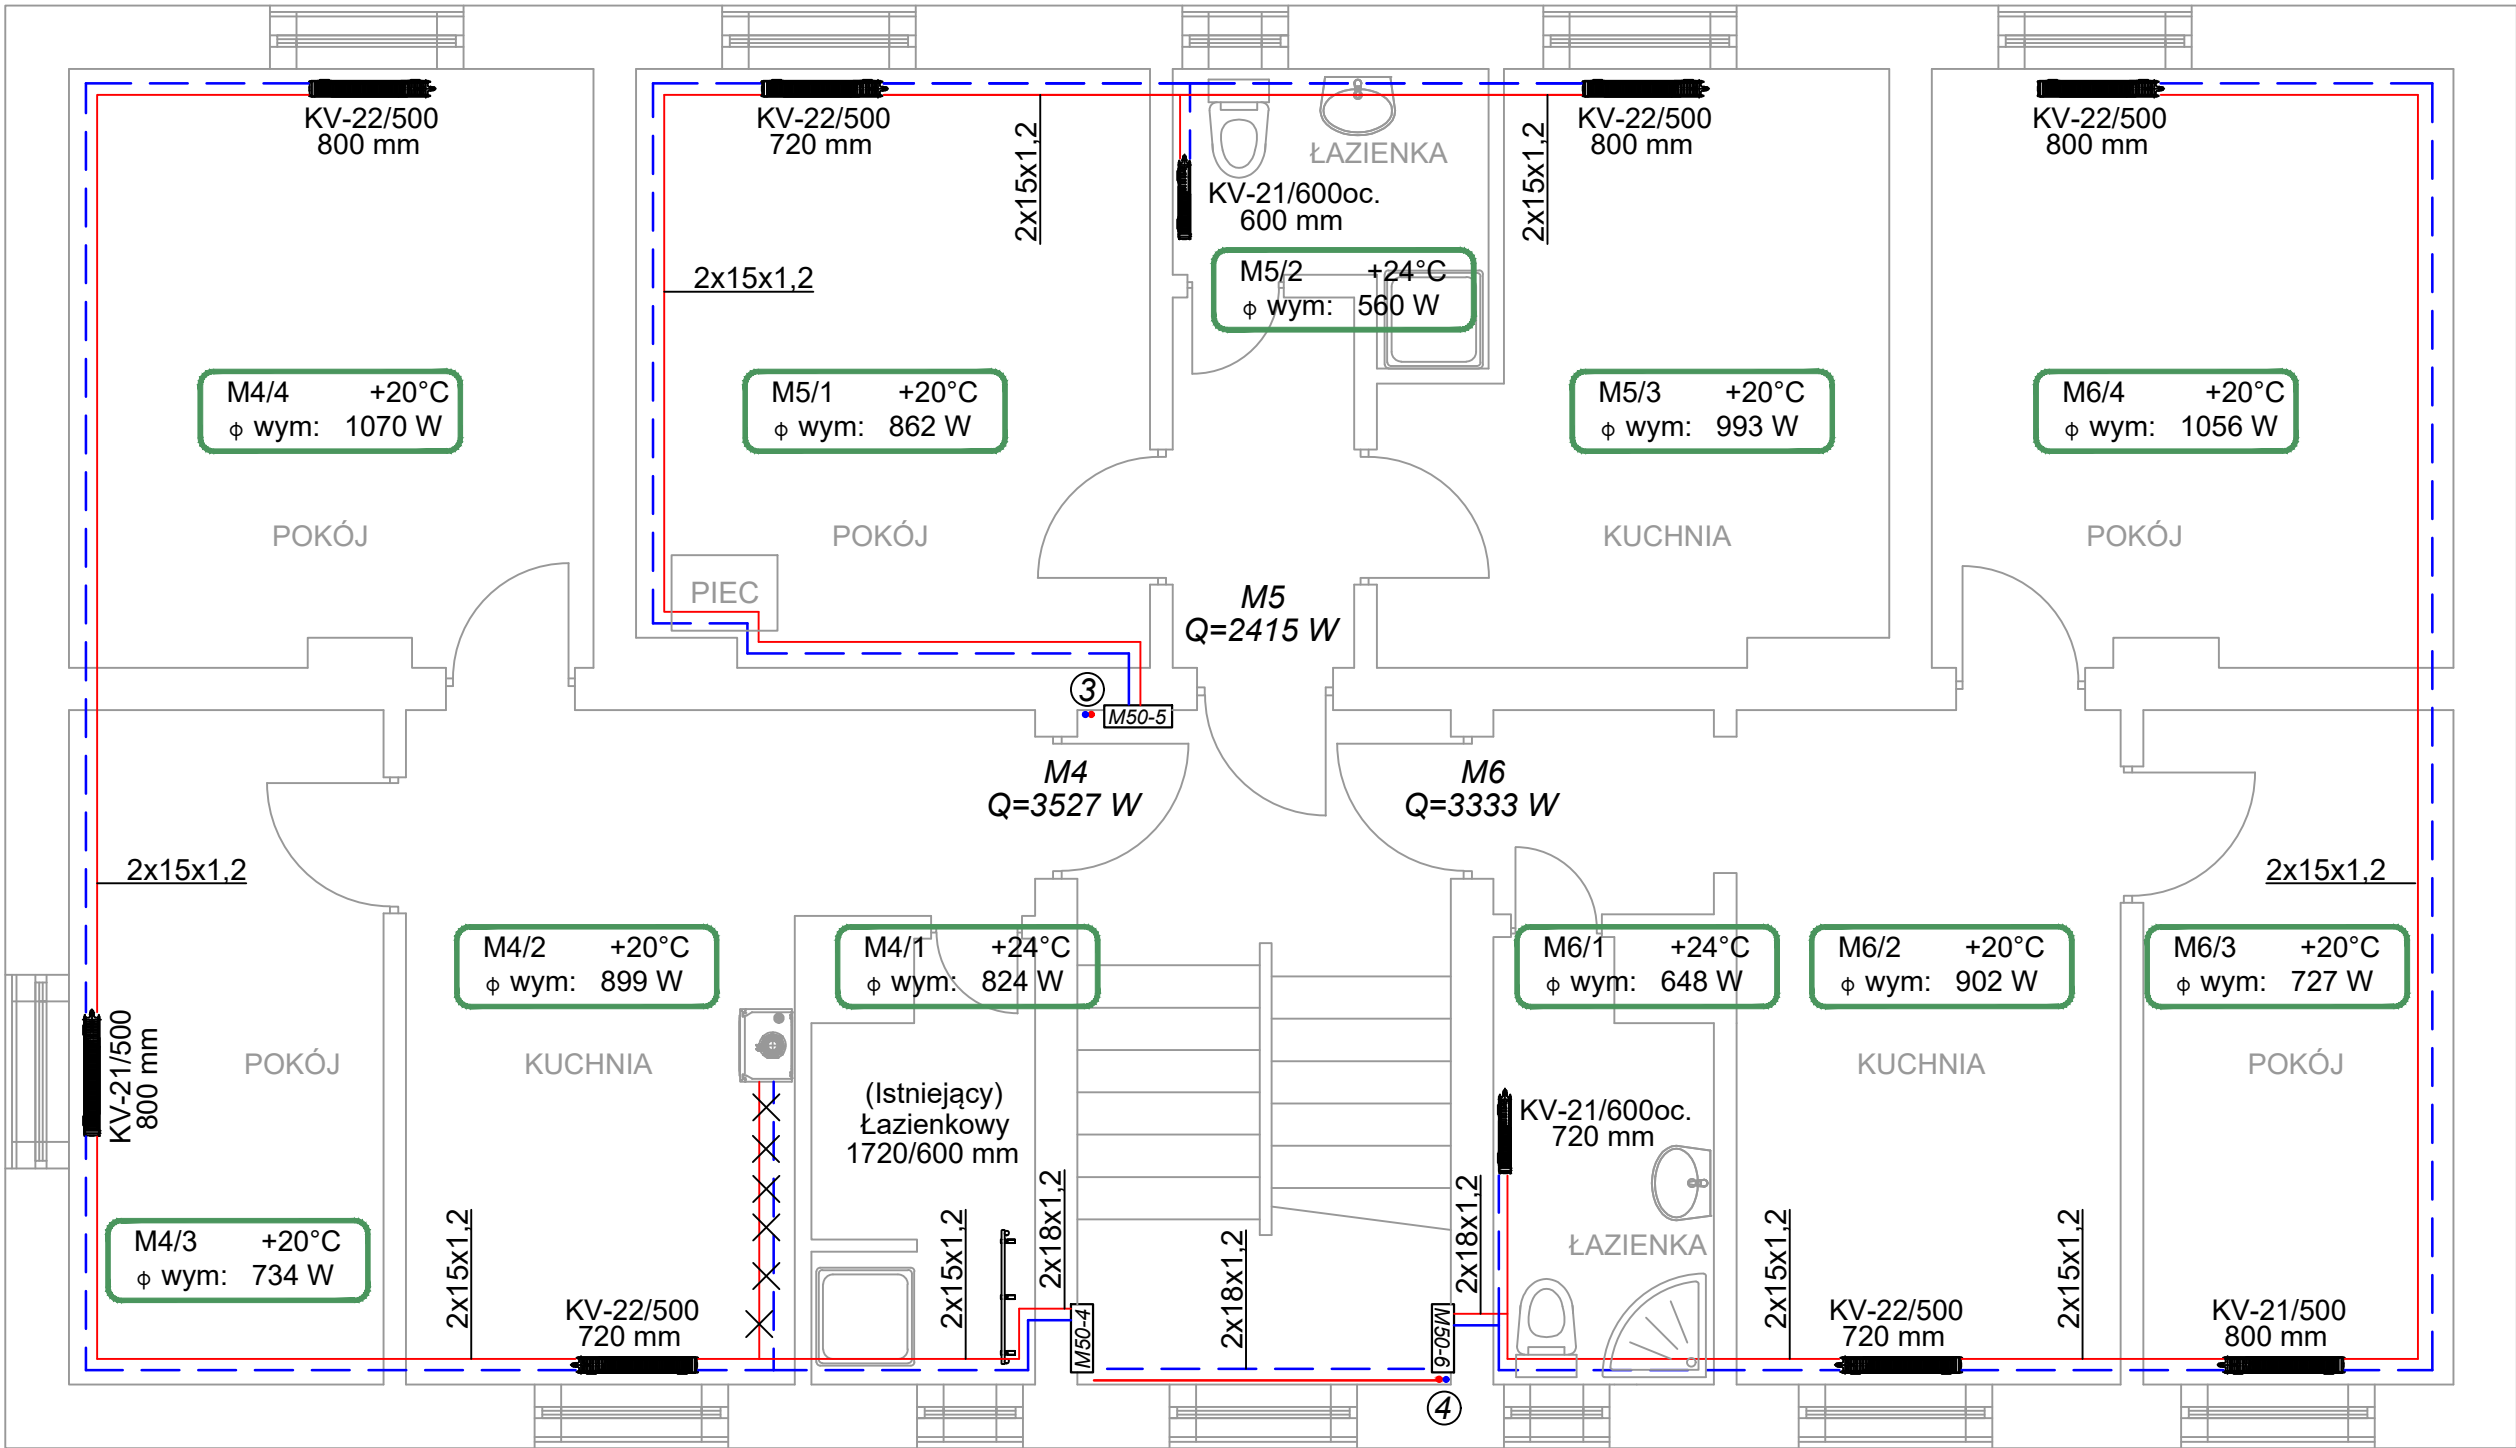 KV-22/500
800 mm
KV-22/500
720 mm
2x15x1,2
ŁAZIENKA
KV-21/600oc.
600 mm
2x15x1,2
KV-22/500
800 mm
KV-22/500
800 mm
2x15x1,2
M5/2 +24°C
ϕ wym: 560 W
M4/4 +20°C
ϕ wym: 1070 W
M5/1 +20°C
ϕ wym: 862 W
M5/3 +20°C
ϕ wym: 993 W
M6/4 +20°C
ϕ wym: 1056 W
POKÓJ
POKÓJ
KUCHNIA
POKÓJ
PIEC
M5
Q=2415 W
3
M50-5
M4
Q=3527 W
M6
Q=3333 W
2x15x1,2
2x15x1,2
M4/2 +20°C
ϕ wym: 899 W
M4/1 +24°C
ϕ wym: 824 W
M6/1 +24°C
ϕ wym: 648 W
M6/2 +20°C
ϕ wym: 902 W
M6/3 +20°C
ϕ wym: 727 W
KV-21/500
800 mm
POKÓJ
KUCHNIA
(Istniejący)
Łazienkowy
1720/600 mm
KV-21/600oc.
720 mm
KUCHNIA
POKÓJ
M4/3 +20°C
ϕ wym: 734 W
2x15x1,2
KV-22/500
720 mm
2x15x1,2
2x18x1,2
M50-4
2x18x1,2
2x18x1,2
M50-6
4
ŁAZIENKA
2x15x1,2
KV-22/500
720 mm
2x15x1,2
KV-21/500
800 mm